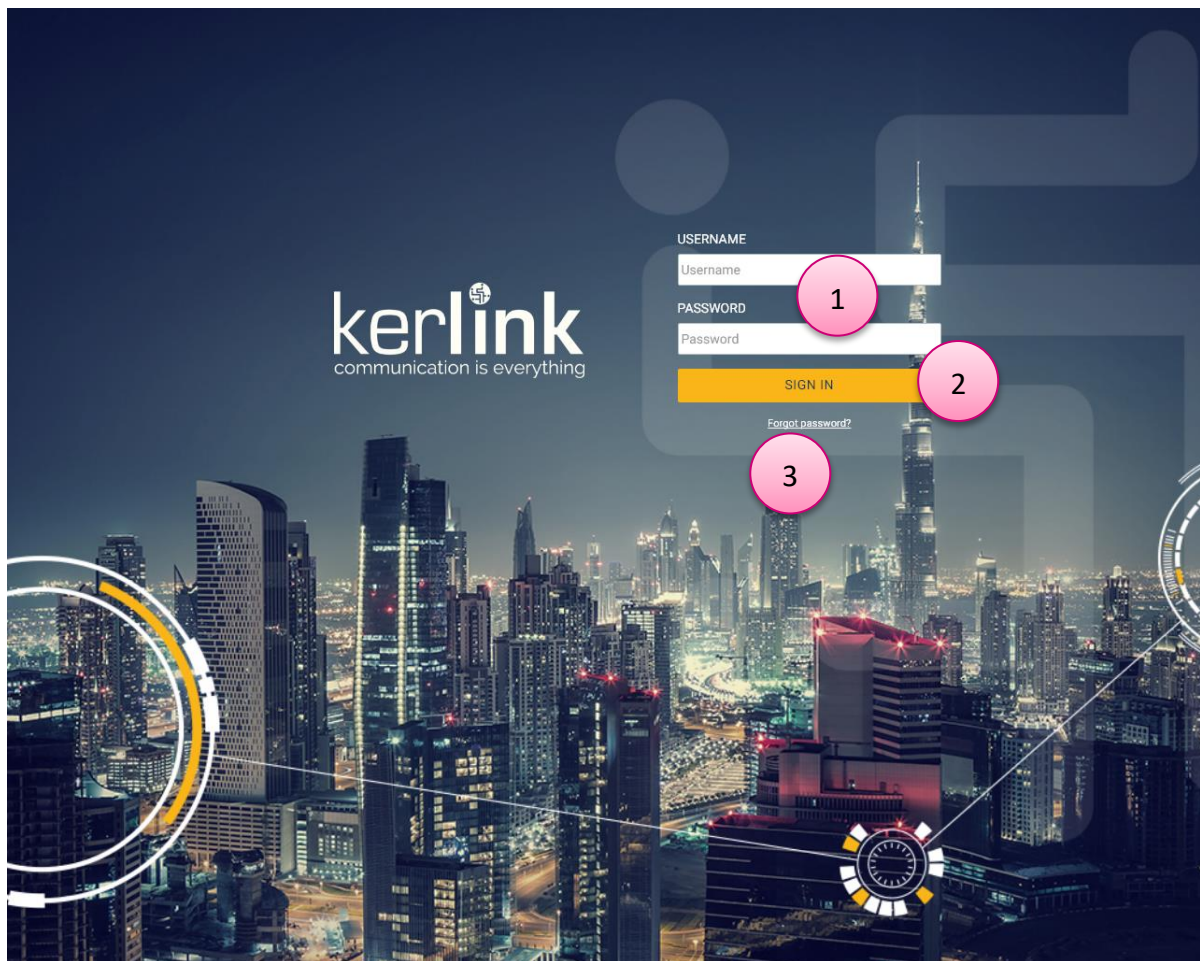 kerlink
communication is everything
USERNAME
Username
PASSWORD
Password
SIGN IN
Forgot password?
1
2
3